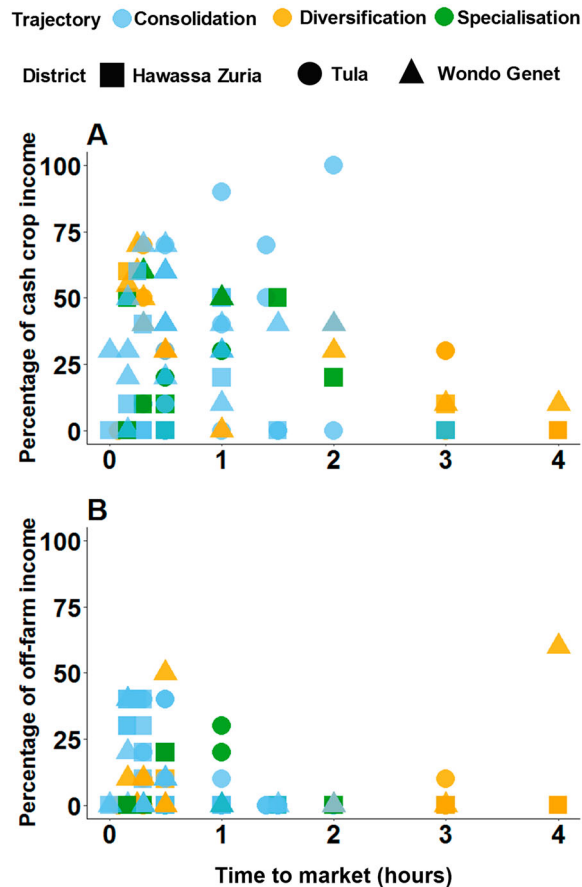 Trajectory Consolidation Diversification Specialisation
District Hawassa Zuria Tula Wondo Genet
A
Percentage of cash crop income
100
75
50
25
0
0 1 2 3 4
B
Percentage of off-farm income
100
75
50
25
0
0 1 2 3 4
Time to market (hours)